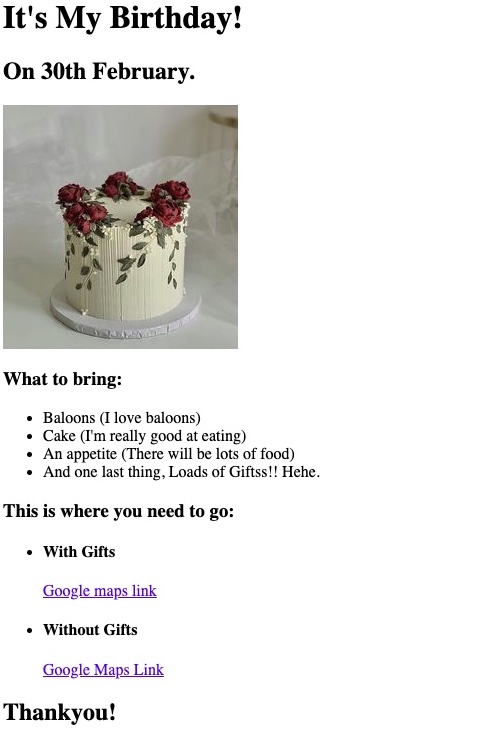 It's My Birthday!
On 30th February.
What to bring:
Baloons (I love baloons)
Cake (I'm really good at eating)
An appetite (There will be lots of food)
And one last thing, Loads of Giftss!! Hehe.
This is where you need to go:
With Gifts
Google maps link
Without Gifts
Google Maps Link
Thankyou!